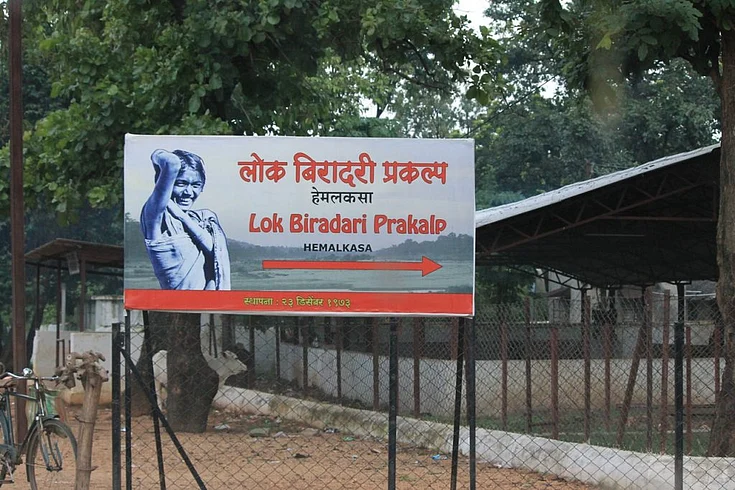 लोक बिरादरी प्रकल्प
हेमलकसा
Lok Biradari Prakalp
HEMALKASA
स्थापना : २३ डिसेंबर १९७३